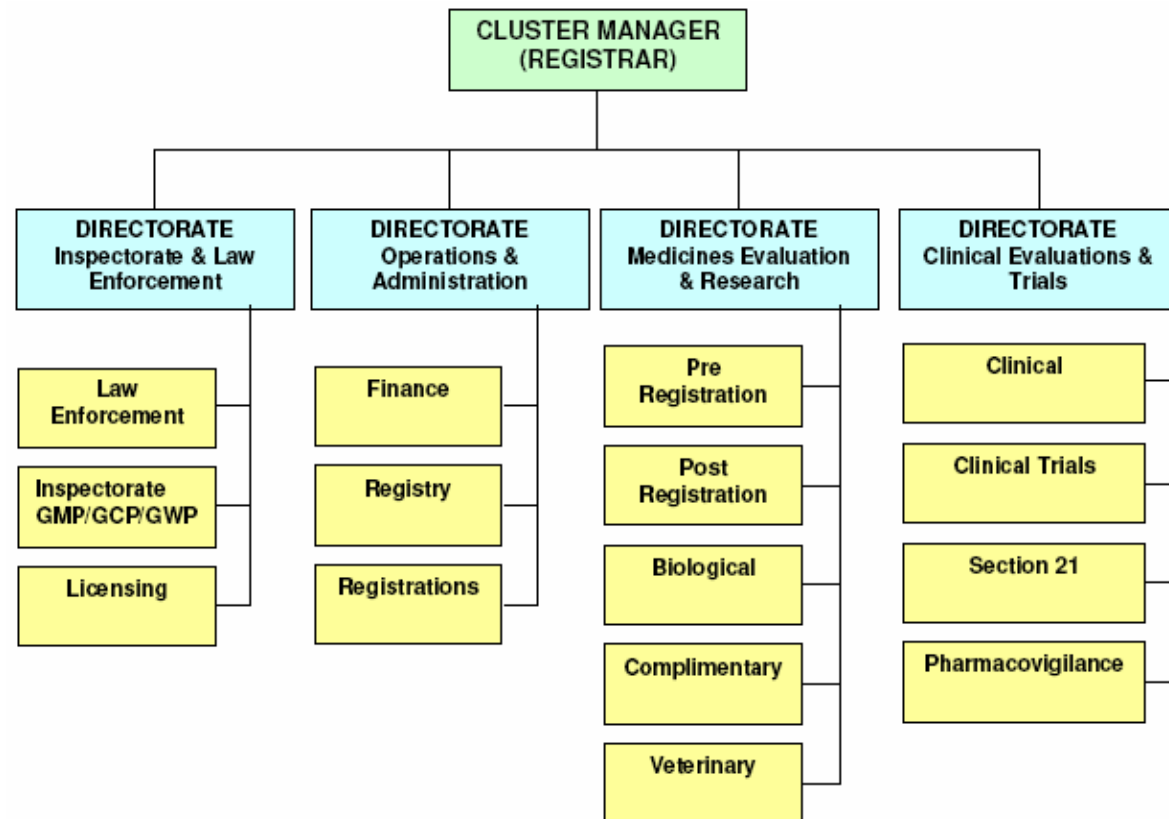 CLUSTER MANAGER
(REGISTRAR)
DIRECTORATE
Inspectorate & Law
Enforcement
DIRECTORATE
Operations &
Administration
DIRECTORATE
Medicines Evaluation
& Research
DIRECTORATE
Clinical Evaluations &
Trials
Law
Enforcement
Inspectorate
GMP/GCP/GWP
Licensing
Finance
Registry
Registrations
Pre
Registration
Post
Registration
Biological
Complimentary
Veterinary
Clinical
Clinical Trials
Section 21
Pharmacovigilance